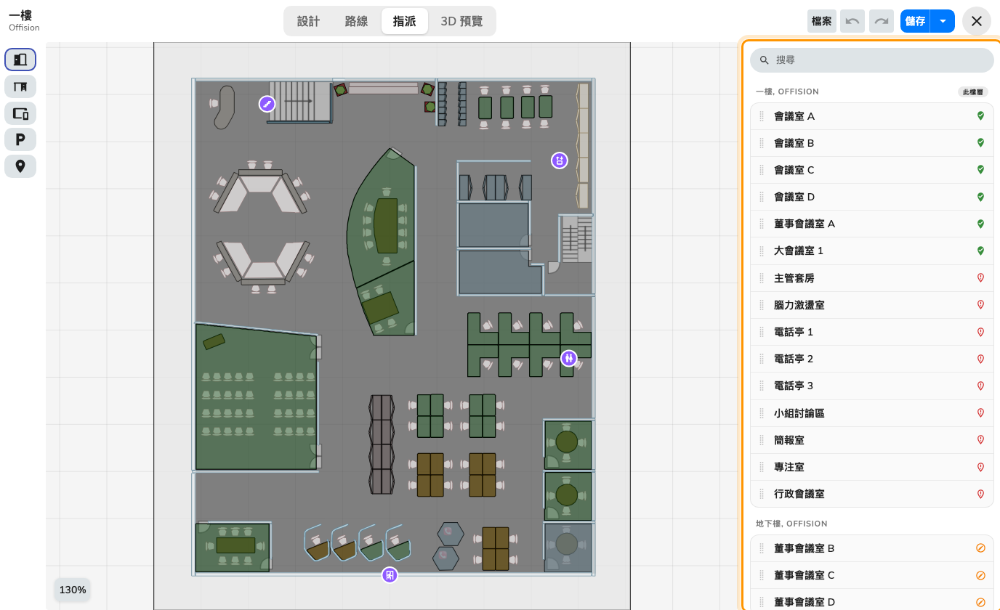 一樓
Offision
設計
路線
指派
3D 預覽
檔案
儲存
搜尋
一樓, OFFISION
此樓層
會議室 A
會議室 B
會議室 C
會議室 D
董事會議室 A
大會議室 1
主管套房
腦力激盪室
電話亭 1
電話亭 2
電話亭 3
小組討論區
簡報室
專注室
行政會議室
地下樓, OFFISION
董事會議室 B
董事會議室 C
董事會議室 D
P
130%